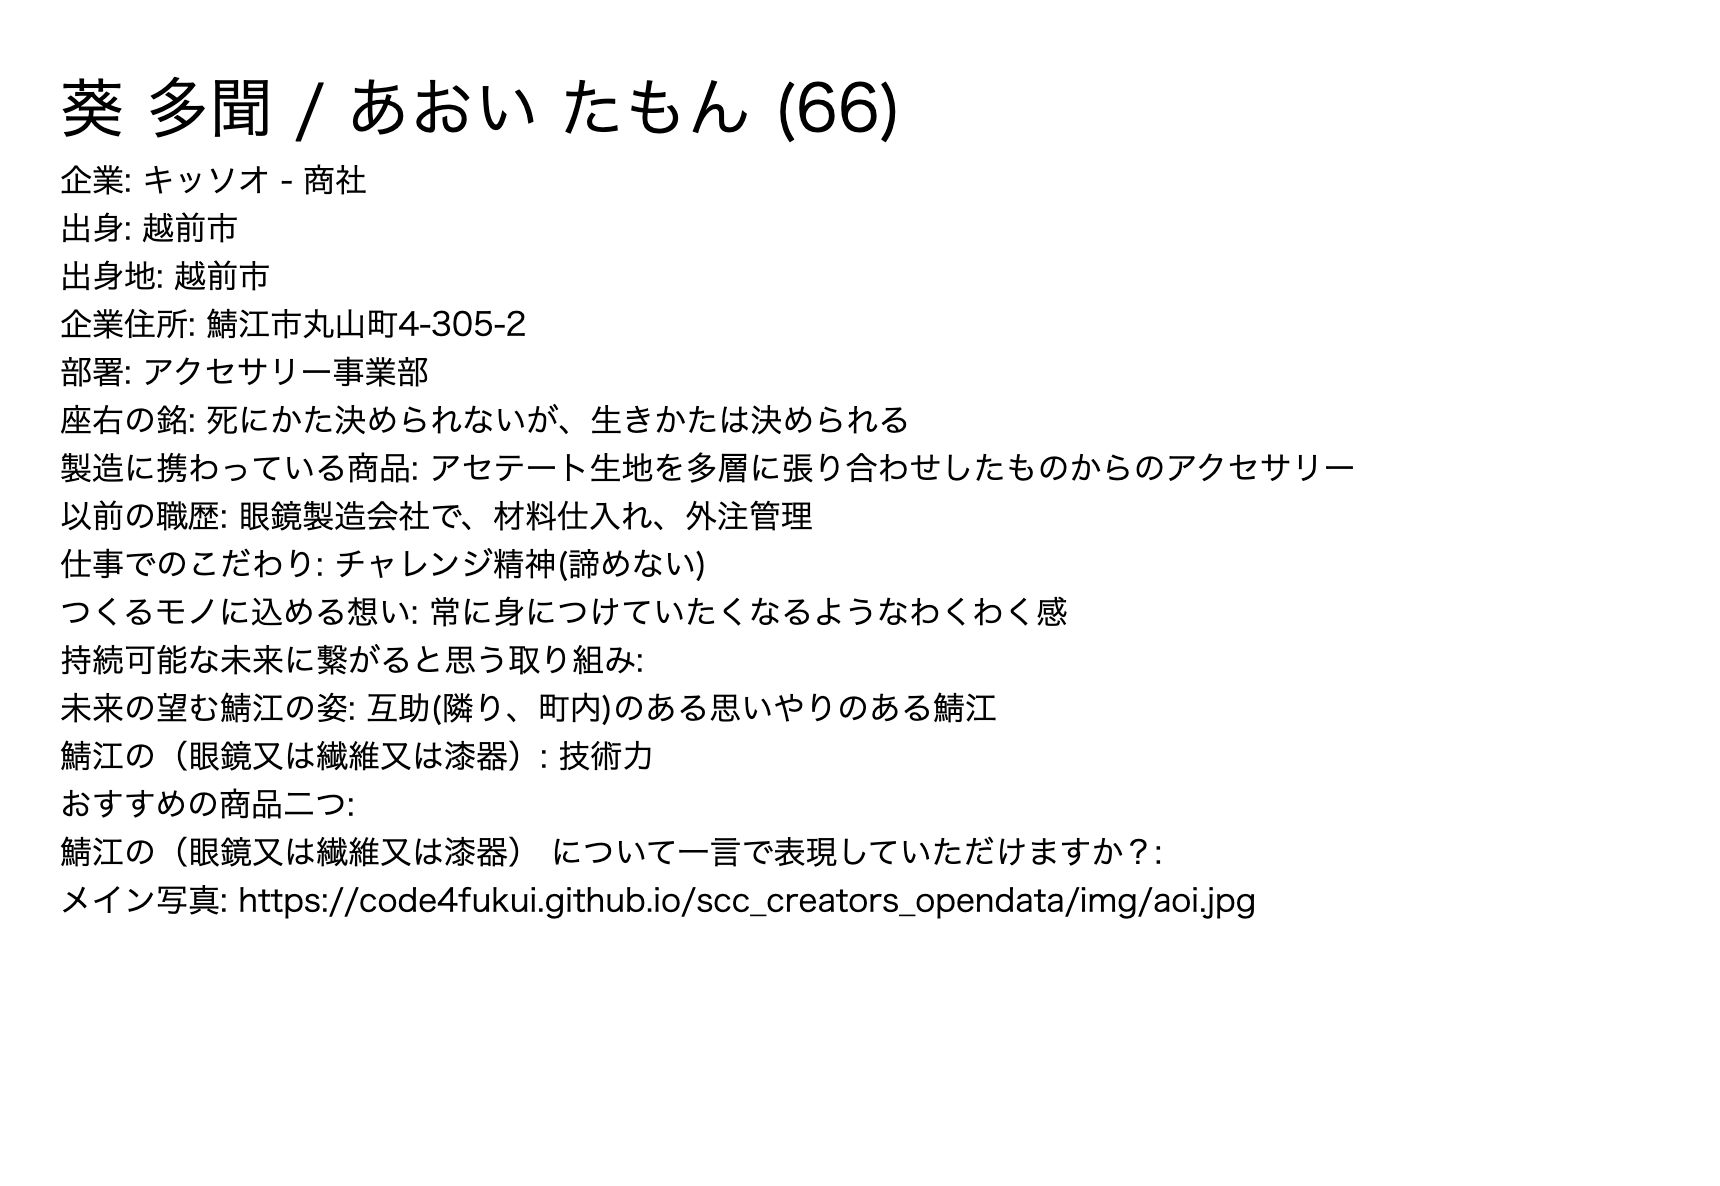 葵 多聞 / あおい たもん (66)
企業: キッソオ - 商社
出身: 越前市
出身地: 越前市
企業住所: 鯖江市丸山町4-305-2
部署: アクセサリー事業部
座右の銘: 死にかた決められないが、生きかたは決められる
製造に携わっている商品: アセテート生地を多層に張り合わせしたものからのアクセサリー
以前の職歴: 眼鏡製造会社で、材料仕入れ、外注管理
仕事でのこだわり: チャレンジ精神(諦めない)
つくるモノに込める想い: 常に身につけていたくなるようなわくわく感
持続可能な未来に繋がると思う取り組み:
未来の望む鯖江の姿: 互助(隣り、町内)のある思いやりのある鯖江
鯖江の（眼鏡又は繊維又は漆器）: 技術力
おすすめの商品二つ:
鯖江の（眼鏡又は繊維又は漆器） について一言で表現していただけますか？:
メイン写真: https://code4fukui.github.io/scc_creators_opendata/img/aoi.jpg